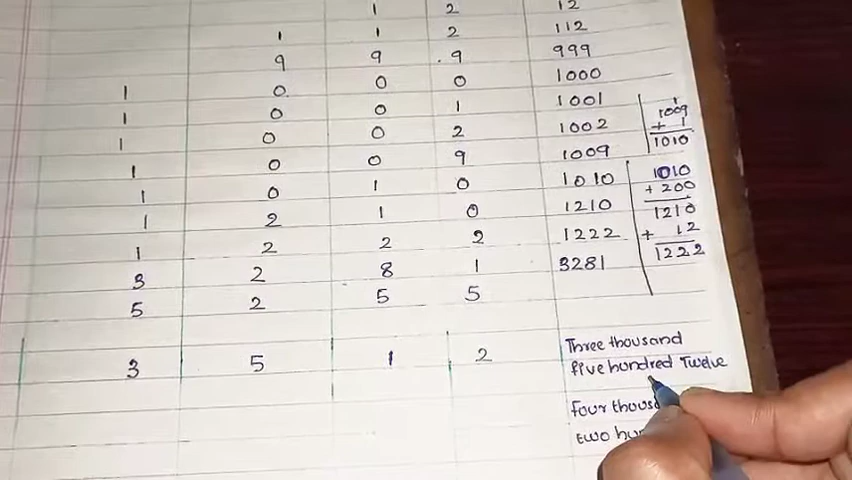 1 2 12
1 1 2 112
9 9 9 999
1 0 0 0 1000
1 0 0 1 1001
1 0 0 2 1002
1 0 0 9 1009
1 0 1 0 1010
1 2 1 0 1210
1 2 2 2 1222
3 2 8 1 3281
5 2 5 5
3 5 1 2 Three thousand
five hundred Twelve
four
two
1
1009
+ 1
1010
1010
+ 200
1210
+ 12
1222